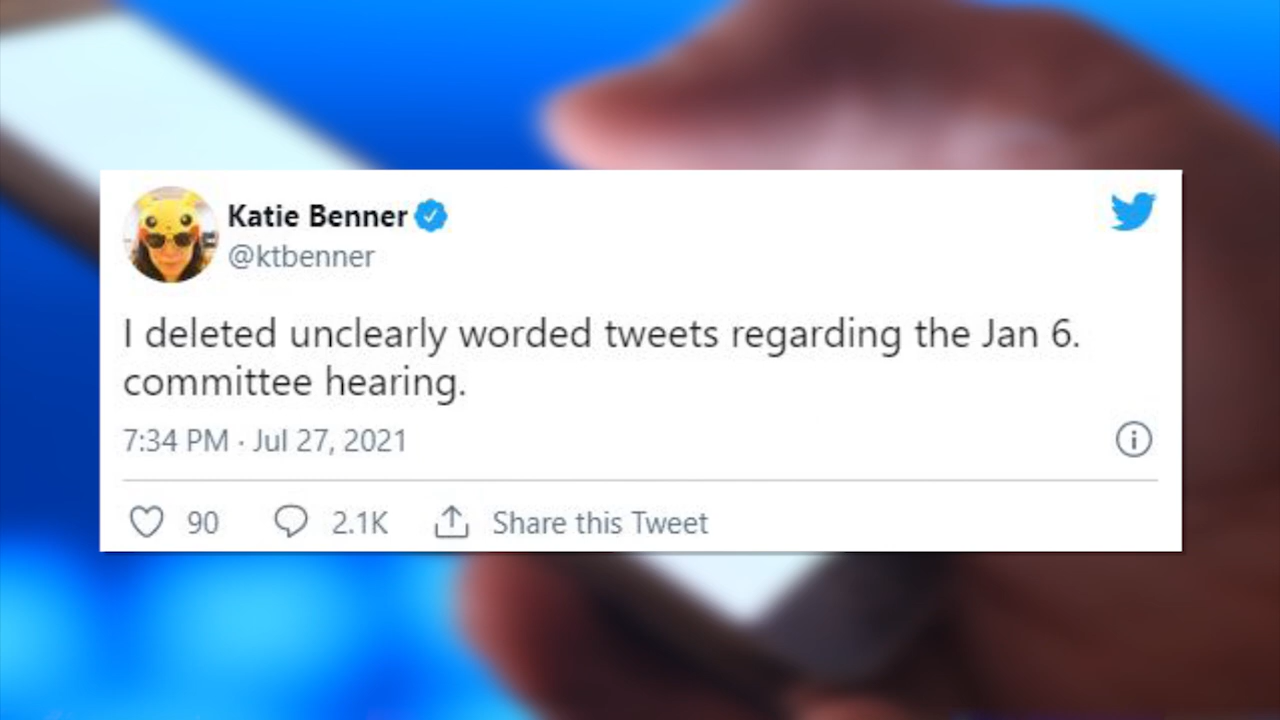 Katie Benner
@ktbenner
I deleted unclearly worded tweets regarding the Jan 6.
committee hearing.
7:34 PM · Jul 27, 2021
90 2.1K Share this Tweet